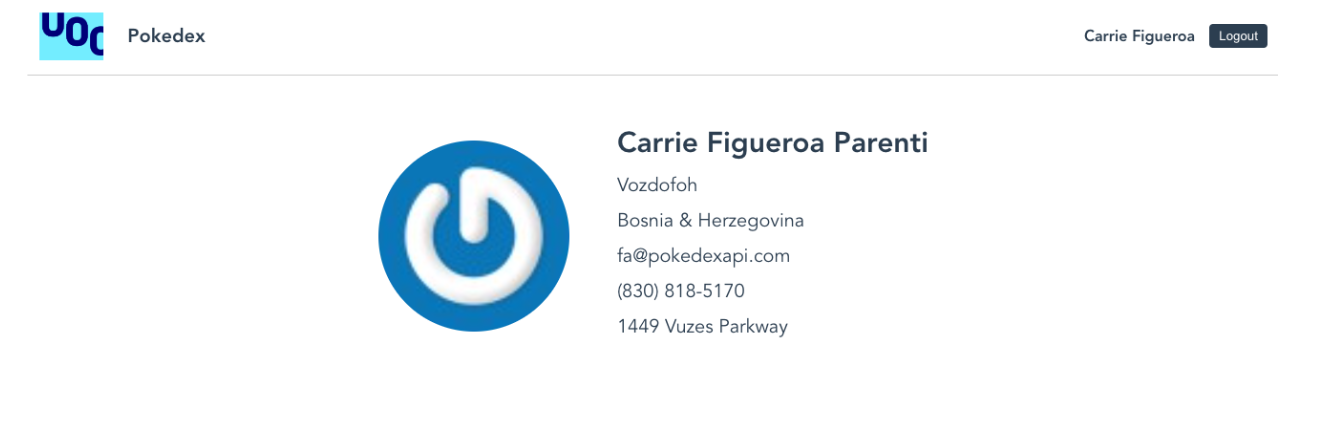 UOC
Pokedex
Carrie Figueroa
Logout
Carrie Figueroa Parenti
Vozdofoh
Bosnia & Herzegovina
fa@pokedexapi.com
(830) 818-5170
1449 Vuzes Parkway